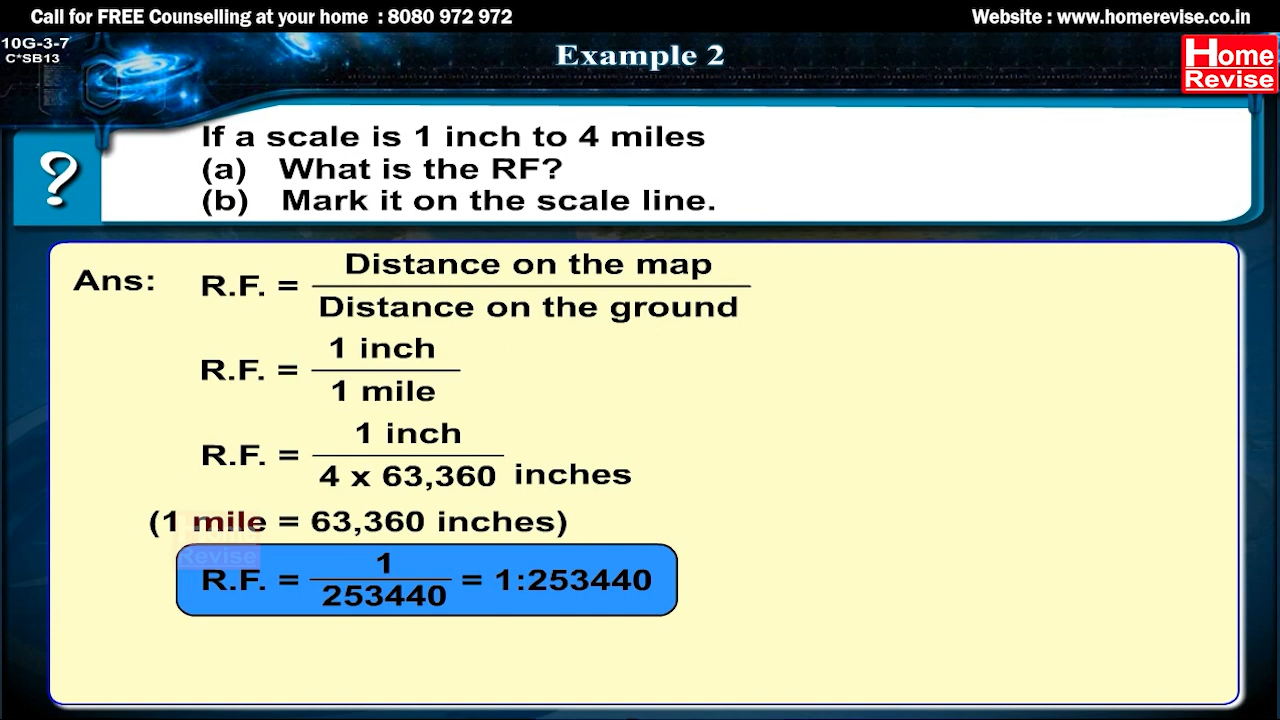 Call for FREE Counselling at your home : 8080 972 972
Website : www.homerevise.co.in
10G-3-7
C*SB13
Example 2
Home
Revise
?
If a scale is 1 inch to 4 miles
(a) What is the RF?
(b) Mark it on the scale line.
Ans:
R.F. = Distance on the map
Distance on the ground
R.F. = 1 inch
1 mile
R.F. = 1 inch
4 x 63,360 inches
(1 mile = 63,360 inches)
Home
Revise
R.F. = 1
253440 = 1:253440